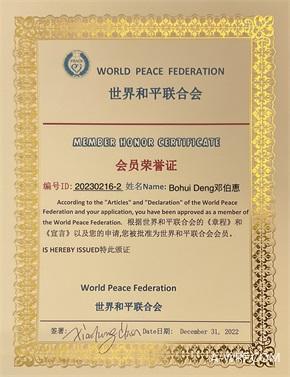 PEACE
WORLD PEACE FEDERATION
世界和平联合会
MEMBER HONOR CERTIFICATE
会员荣誉证
编号ID: 20230216-2 姓名Name: Bohui Deng邓伯惠
According to the "Articles" and "Declaration" of the World Peace
Federation and your application, you have been approved as a member of
the World Peace Federation. 根据世界和平联合会的《章程》和
《宣言》以及您的申请,您被批准为世界和平联合会会员。
IS HEREBY ISSUED特此颁证
World Peace Federation
世界和平联合会
签署: Date日期: December 31, 2022